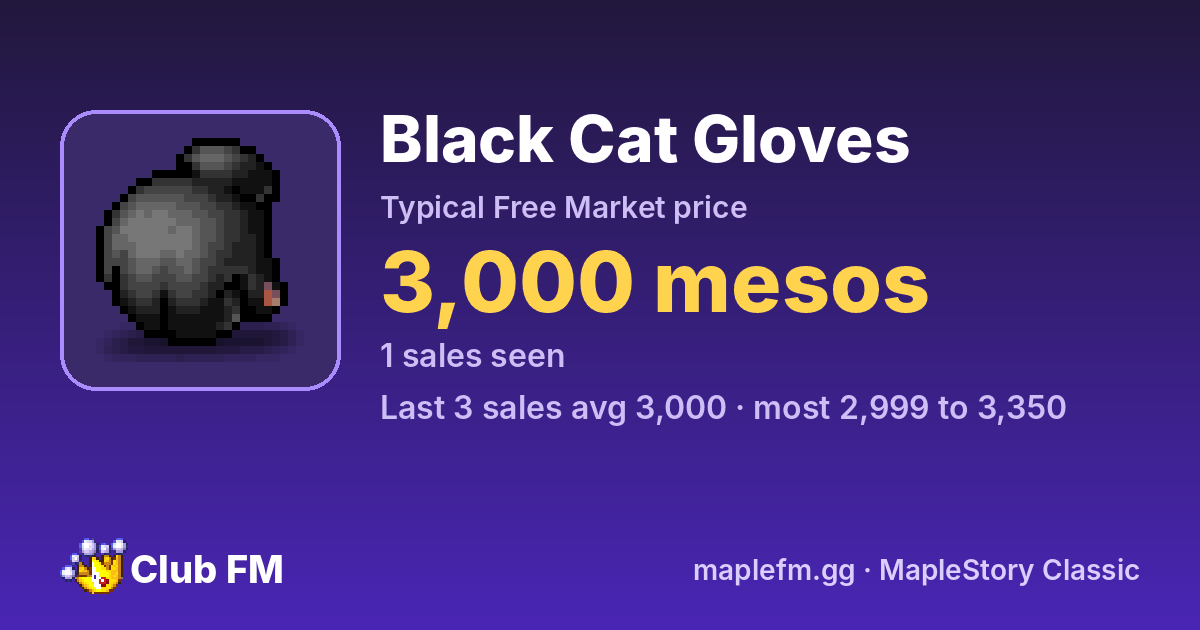 Black Cat Gloves
Typical Free Market price
3,000 mesos
1 sales seen
Last 3 sales avg 3,000 · most 2,999 to 3,350
Club FM
maplefm.gg · MapleStory Classic